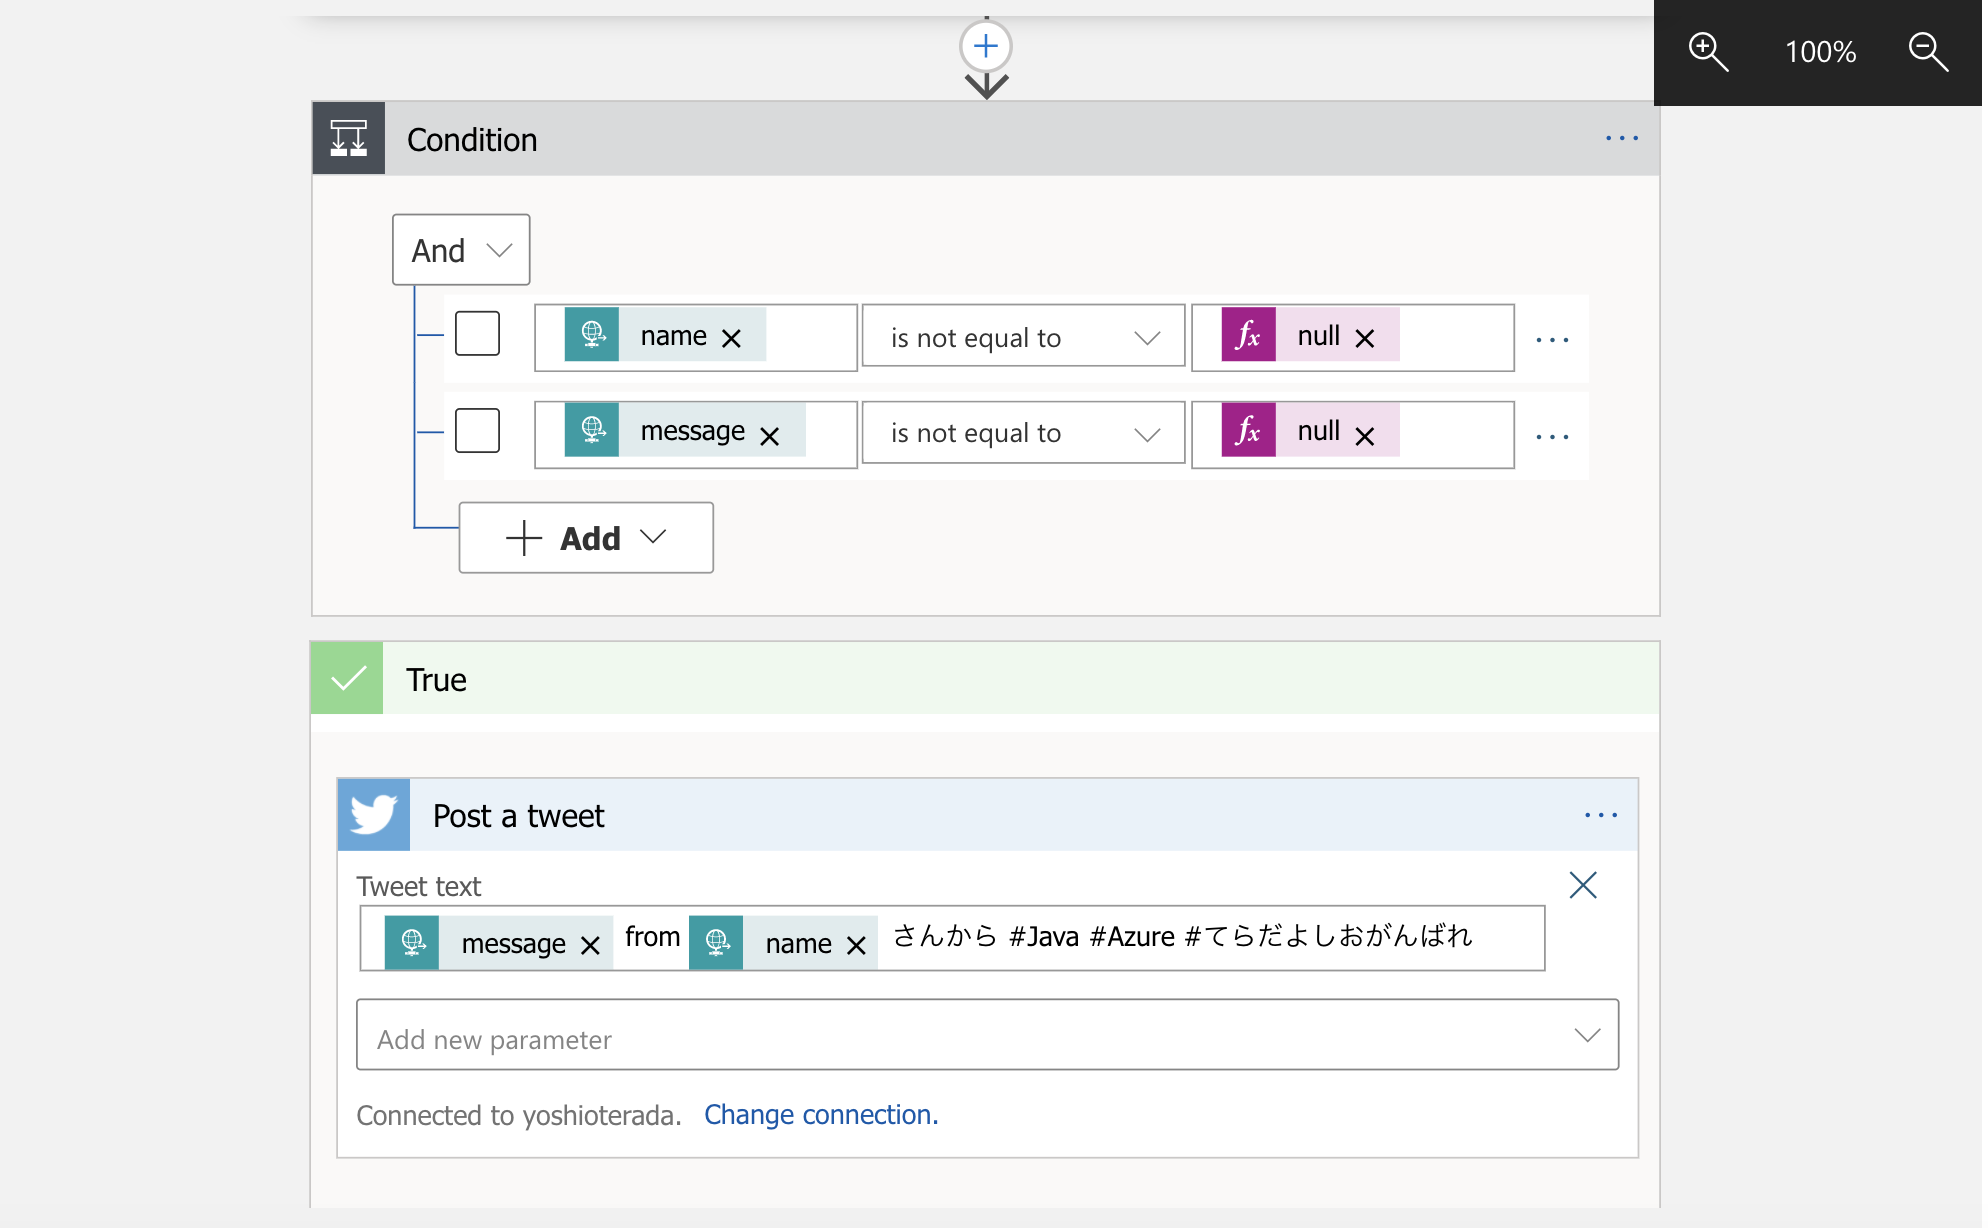 100%
Condition
And
name is not equal to fx null
message is not equal to fx null
Add
True
Post a tweet
Tweet text
message from name さんから #Java #Azure #てらだよしおがんばれ
Add new parameter
Connected to yoshioterada. Change connection.